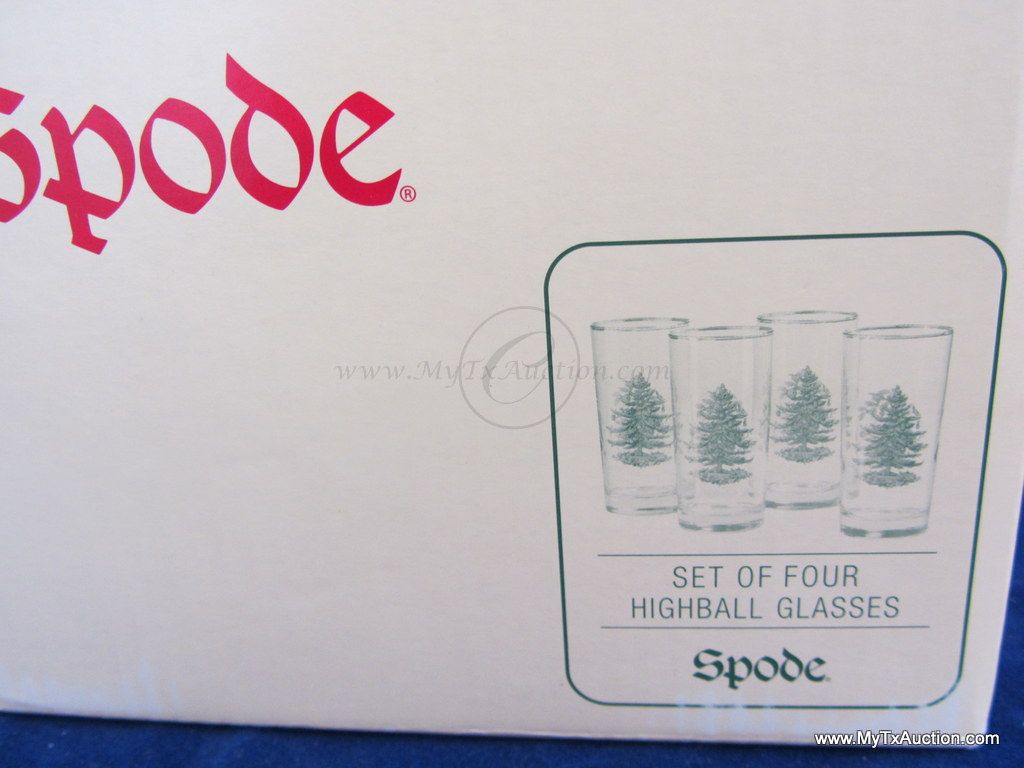 Spode®
www.MyTxAuction.com
SET OF FOUR
HIGHBALL GLASSES
Spode
www.MyTxAuction.com